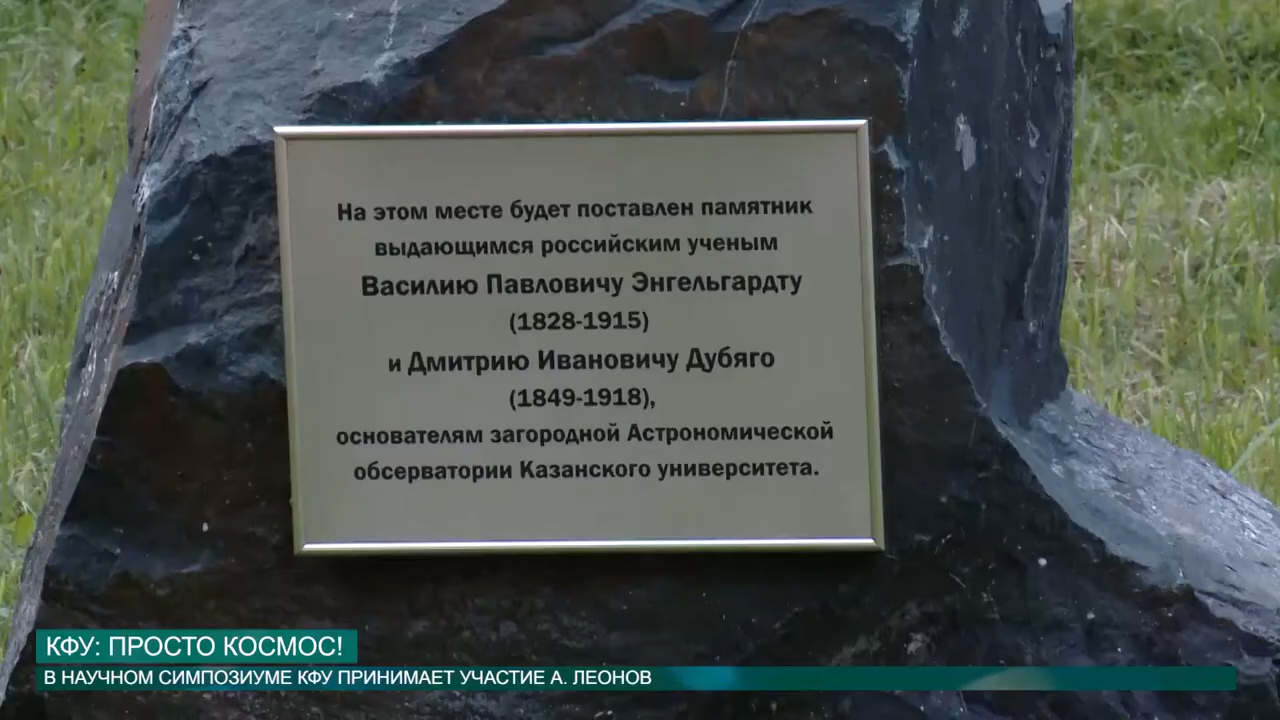 На этом месте будет поставлен памятник
выдающимся российским ученым
Василию Павловичу Энгельгардту
(1828-1915)
и Дмитрию Ивановичу Дубяго
(1849-1918),
основателям загородной Астрономической
обсерватории Казанского университета.
КФУ: ПРОСТО КОСМОС!
В НАУЧНОМ СИМПОЗИУМЕ КФУ ПРИНИМАЕТ УЧАСТИЕ А. ЛЕОНОВ